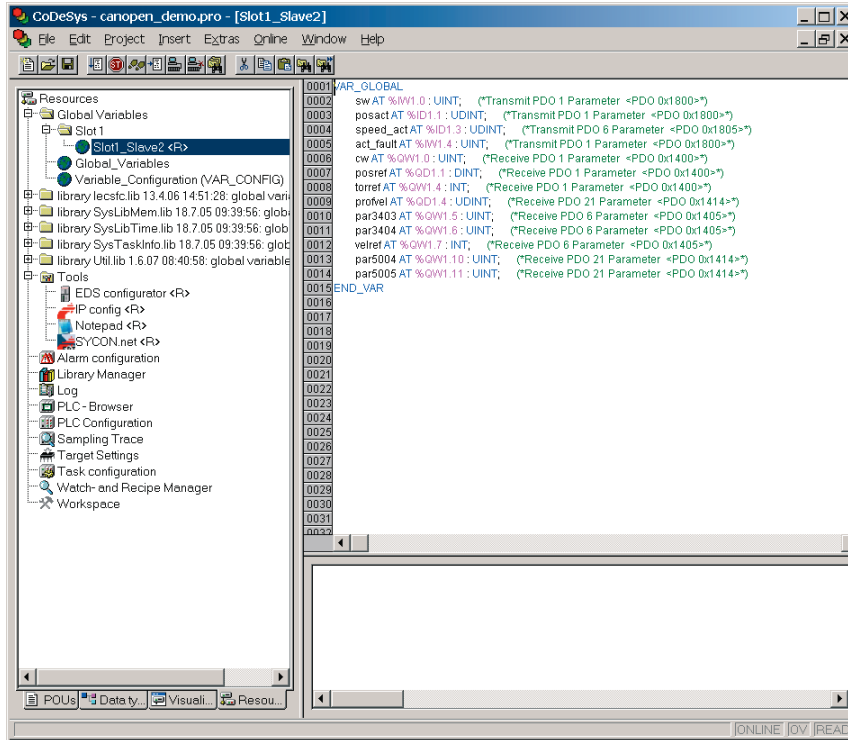 CoDeSys - canopen_demo.pro - [Slot1_Slave2]
File Edit Project Insert Extras Online Window Help
Resources
Global Variables
Slot 1
Slot1_Slave2 <R>
Global_Variables
Variable_Configuration (VAR_CONFIG)
library Iecsfc.lib 13.4.06 14:51:28: global vari
library SysLibMem.lib 18.7.05 09:39:56: glob
library SysLibTime.lib 18.7.05 09:39:56: glob
library SysTaskInfo.lib 18.7.05 09:39:56: glob
library Util.lib 1.6.07 08:40:58: global variable
Tools
EDS configurator <R>
IP config <R>
Notepad <R>
SYCON.net <R>
Alarm configuration
Library Manager
Log
PLC - Browser
PLC Configuration
Sampling Trace
Target Settings
Task configuration
Watch- and Recipe Manager
Workspace
POUs Data ty... Visuali... Resou...
0001 VAR_GLOBAL
0002 sw AT %IW1.0 : UINT; (*Transmit PDO 1 Parameter <PDO 0x1800>*)
0003 posact AT %ID1.1 : UDINT; (*Transmit PDO 1 Parameter <PDO 0x1800>*)
0004 speed_act AT %ID1.3 : UDINT; (*Transmit PDO 6 Parameter <PDO 0x1805>*)
0005 act_fault AT %IW1.4 : UINT; (*Transmit PDO 1 Parameter <PDO 0x1800>*)
0006 cw AT %QW1.0 : UINT; (*Receive PDO 1 Parameter <PDO 0x1400>*)
0007 posref AT %QD1.1 : DINT; (*Receive PDO 1 Parameter <PDO 0x1400>*)
0008 torref AT %QW1.4 : INT; (*Receive PDO 1 Parameter <PDO 0x1400>*)
0009 profvel AT %QD1.4 : UDINT; (*Receive PDO 21 Parameter <PDO 0x1414>*)
0010 par3403 AT %QW1.5 : UINT; (*Receive PDO 6 Parameter <PDO 0x1405>*)
0011 par3404 AT %QW1.6 : UINT; (*Receive PDO 6 Parameter <PDO 0x1405>*)
0012 velref AT %QW1.7 : INT; (*Receive PDO 6 Parameter <PDO 0x1405>*)
0013 par5004 AT %QW1.10 : UINT; (*Receive PDO 21 Parameter <PDO 0x1414>*)
0014 par5005 AT %QW1.11 : UINT; (*Receive PDO 21 Parameter <PDO 0x1414>*)
0015 END_VAR
0016
0017
0018
0019
0020
0021
0022
0023
0024
0025
0026
0027
0028
0029
0030
0031
0032
ONLINE OV READ